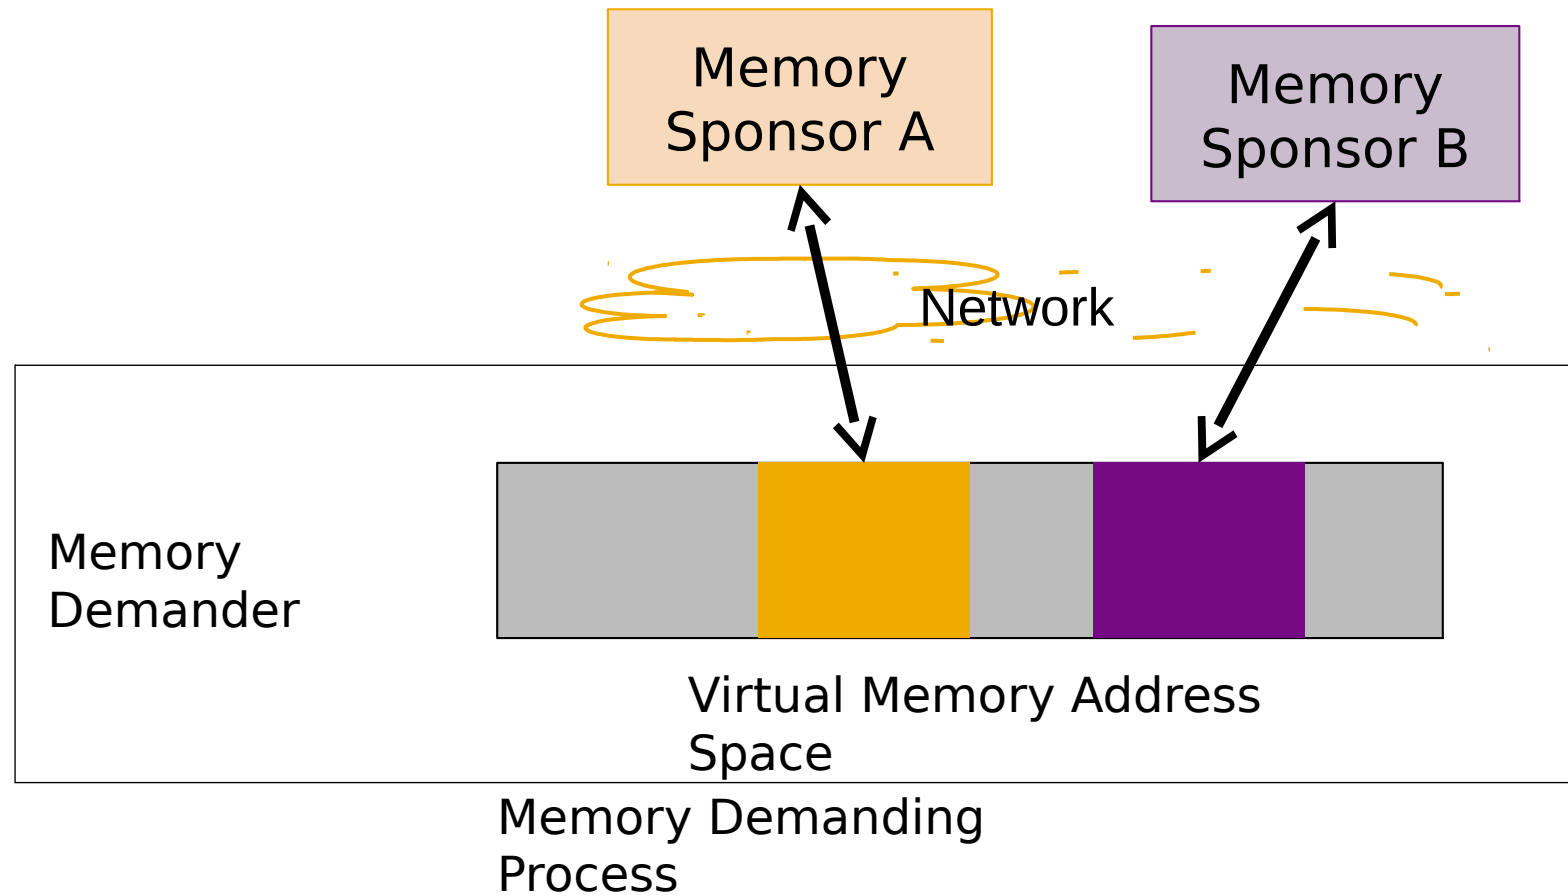 Memory
Sponsor A
Memory
Sponsor B
Network
Memory
Demander
Virtual Memory Address
Space
Memory Demanding
Process